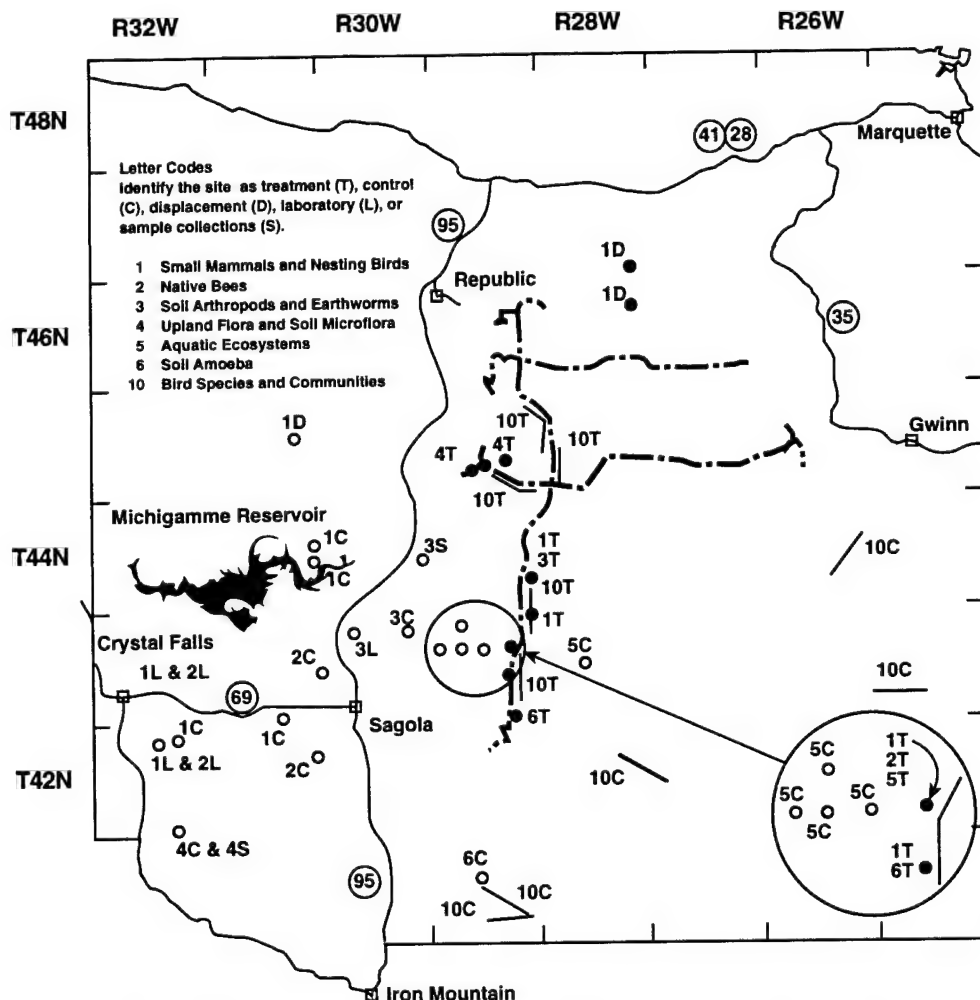 R32W R30W R28W R26W
T48N
41 28
Marquette
Letter Codes
identify the site as treatment (T), control
(C), displacement (D), laboratory (L), or
sample collections (S).
95
1 Small Mammals and Nesting Birds
2 Native Bees
3 Soil Arthropods and Earthworms
4 Upland Flora and Soil Microflora
5 Aquatic Ecosystems
6 Soil Amoeba
10 Bird Species and Communities
1D
Republic
1D
35
T46N
1D
10T
10T
Gwinn
4T
4T
10T
Michigamme Reservoir
1C
1C
T44N
3S
1T
3T
10T
1T
10C
3C
3L
Crystal Falls
1L & 2L
2C
5C
10T
10C
69
Sagola
6T
1C
1C
1L & 2L
2C
T42N
10C
5C
1T
2T
5T
5C
5C
5C
1T
6T
4C & 4S
6C
95
10C
10C
Iron Mountain